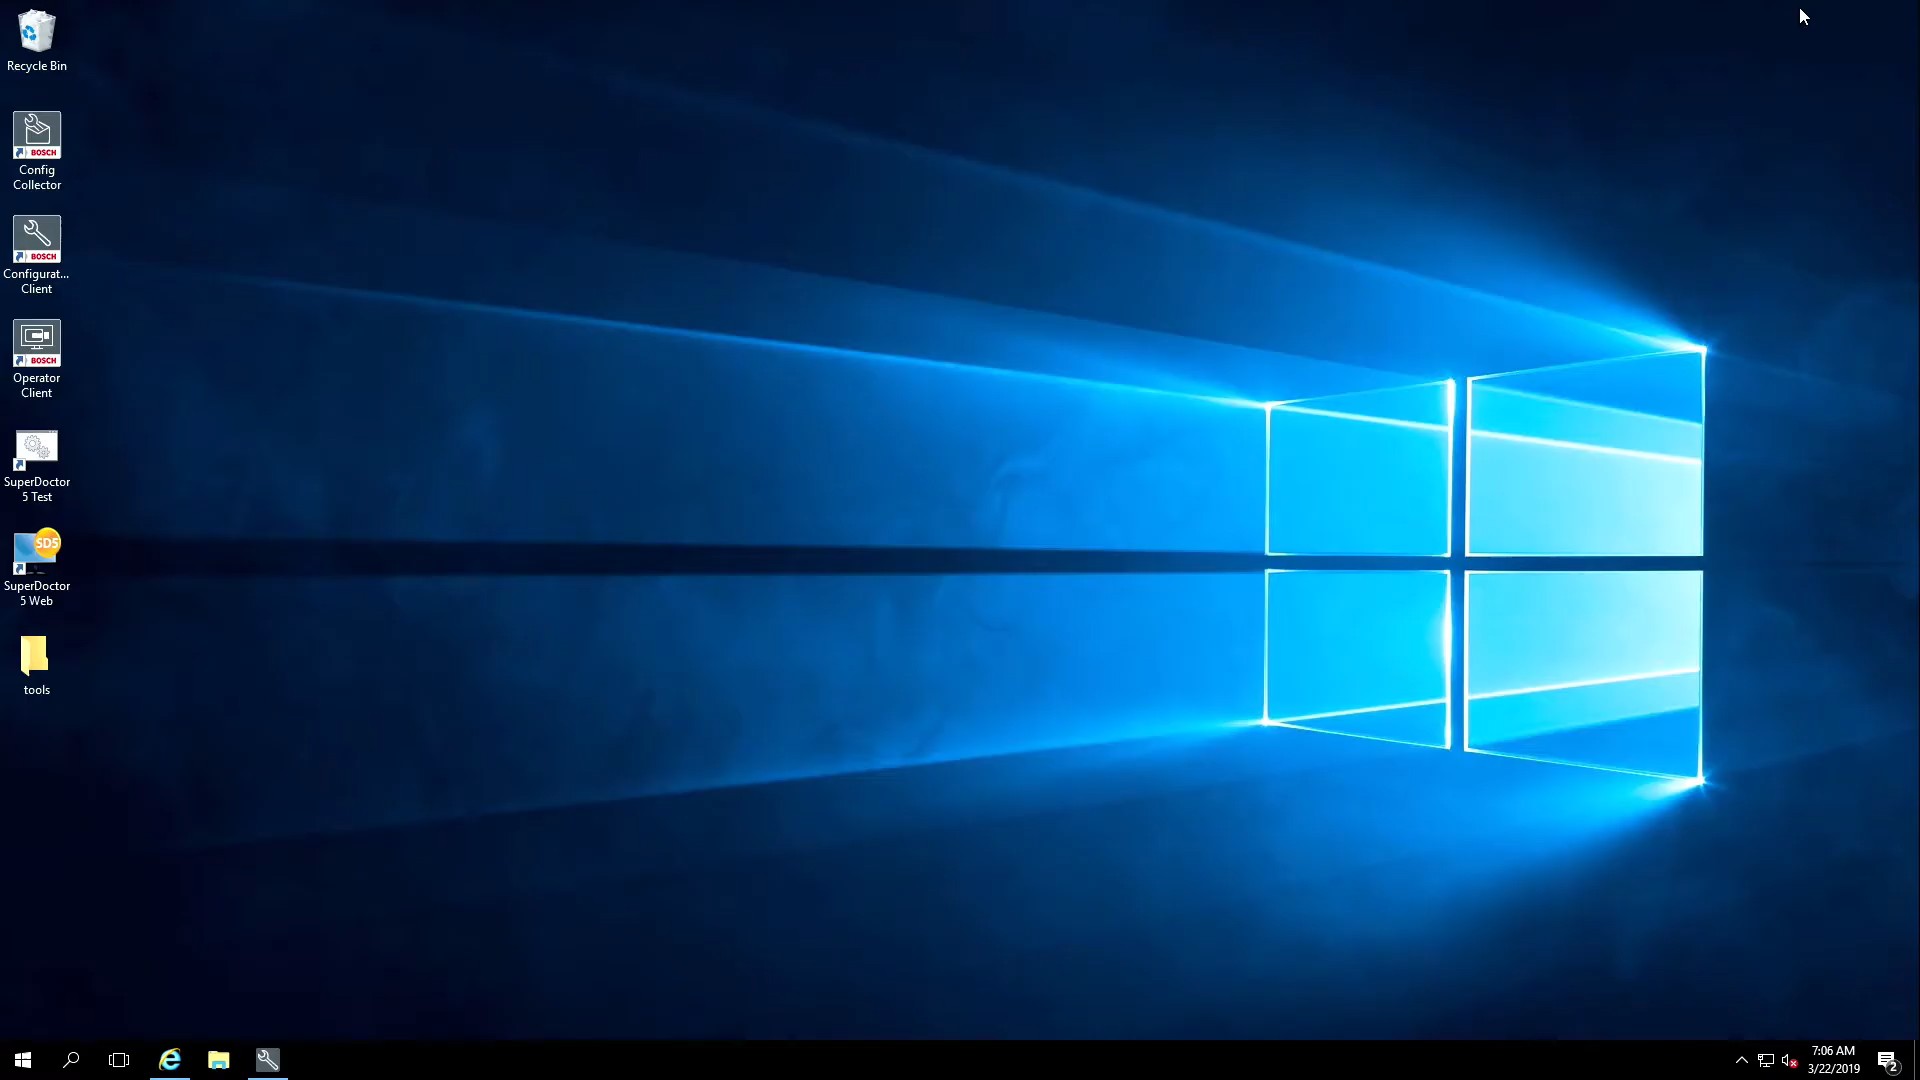 Recycle Bin
BOSCH
Config
Collector
BOSCH
Configurat...
Client
BOSCH
Operator
Client
SuperDoctor
5 Test
SD5
SuperDoctor
5 Web
tools
7:06 AM
3/22/2019
2